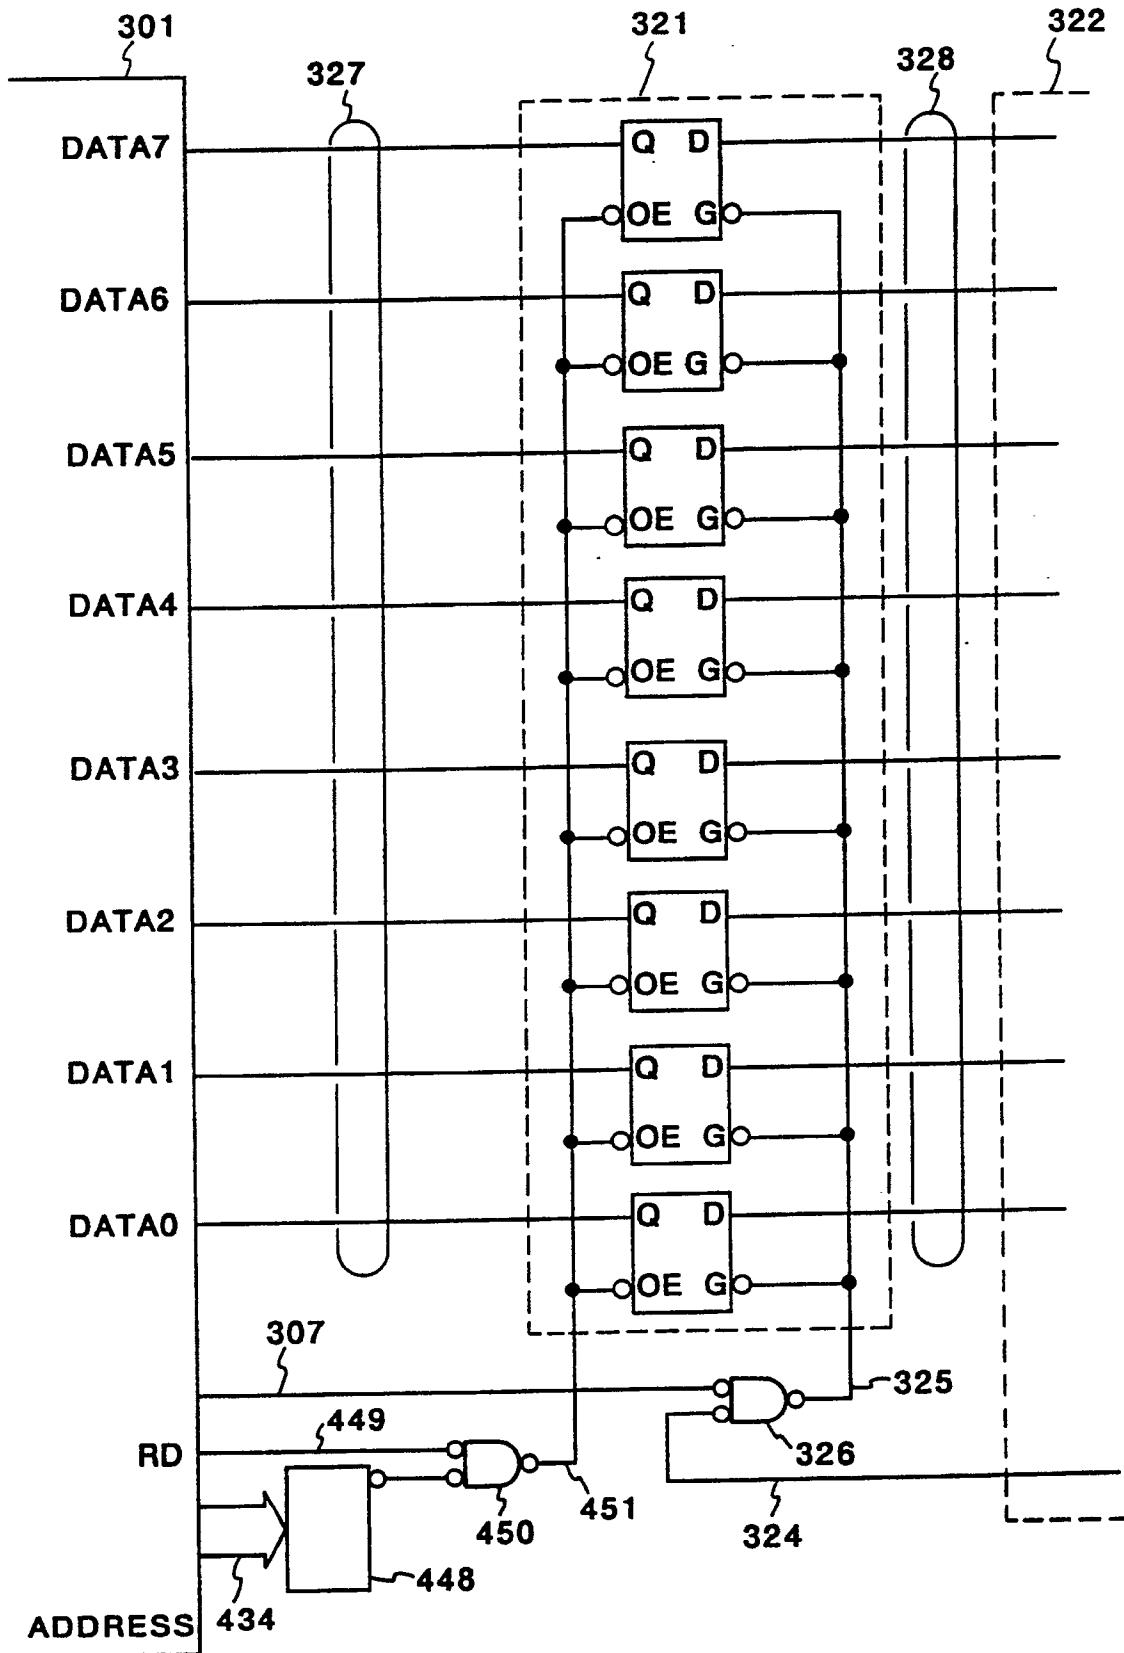 301
321
322
327
328
DATA7
Q D
OE G
DATA6
Q D
OE G
DATA5
Q D
OE G
DATA4
Q D
OE G
DATA3
Q D
OE G
DATA2
Q D
OE G
DATA1
Q D
OE G
DATA0
Q D
OE G
307
325
449
RD
326
451
450
324
448
434
ADDRESS